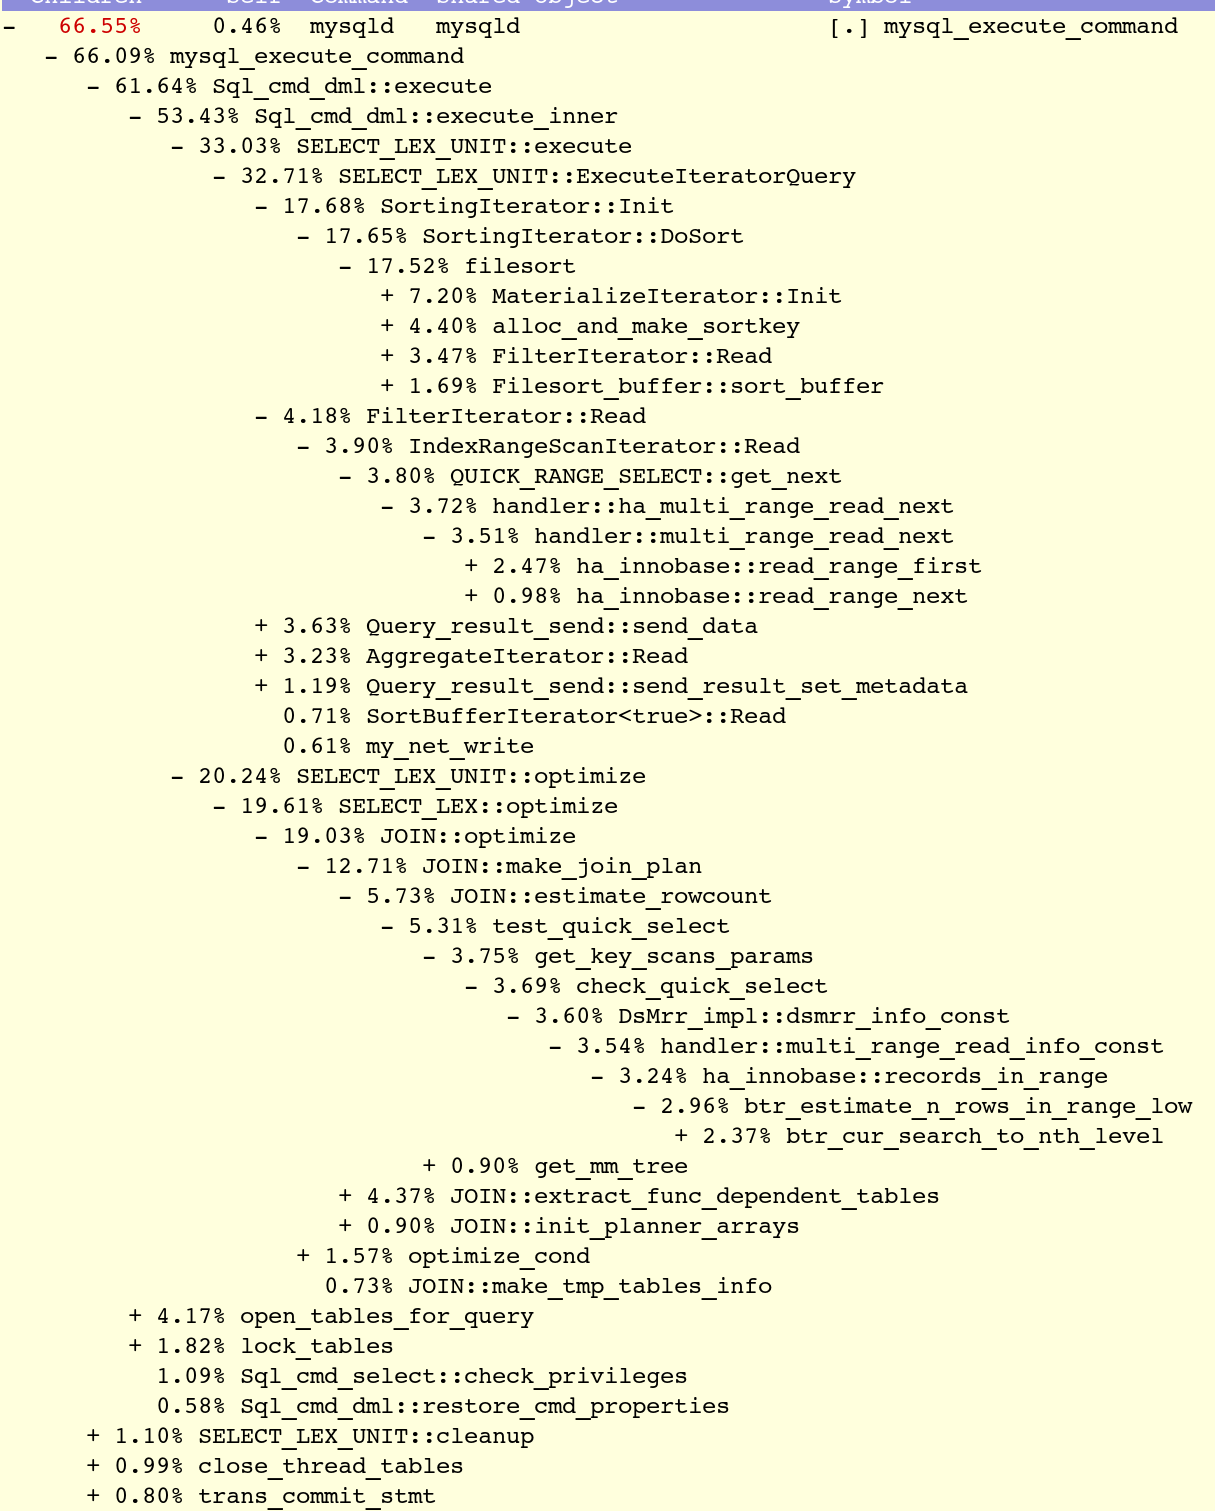 Children Self Command Shared Object Symbol
- 66.55% 0.46% mysqld mysqld [.] mysql_execute_command
- 66.09% mysql_execute_command
- 61.64% Sql_cmd_dml::execute
- 53.43% Sql_cmd_dml::execute_inner
- 33.03% SELECT_LEX_UNIT::execute
- 32.71% SELECT_LEX_UNIT::ExecuteIteratorQuery
- 17.68% SortingIterator::Init
- 17.65% SortingIterator::DoSort
- 17.52% filesort
+ 7.20% MaterializeIterator::Init
+ 4.40% alloc_and_make_sortkey
+ 3.47% FilterIterator::Read
+ 1.69% Filesort_buffer::sort_buffer
- 4.18% FilterIterator::Read
- 3.90% IndexRangeScanIterator::Read
- 3.80% QUICK_RANGE_SELECT::get_next
- 3.72% handler::ha_multi_range_read_next
- 3.51% handler::multi_range_read_next
+ 2.47% ha_innobase::read_range_first
+ 0.98% ha_innobase::read_range_next
+ 3.63% Query_result_send::send_data
+ 3.23% AggregateIterator::Read
+ 1.19% Query_result_send::send_result_set_metadata
0.71% SortBufferIterator<true>::Read
0.61% my_net_write
- 20.24% SELECT_LEX_UNIT::optimize
- 19.61% SELECT_LEX::optimize
- 19.03% JOIN::optimize
- 12.71% JOIN::make_join_plan
- 5.73% JOIN::estimate_rowcount
- 5.31% test_quick_select
- 3.75% get_key_scans_params
- 3.69% check_quick_select
- 3.60% DsMrr_impl::dsmrr_info_const
- 3.54% handler::multi_range_read_info_const
- 3.24% ha_innobase::records_in_range
- 2.96% btr_estimate_n_rows_in_range_low
+ 2.37% btr_cur_search_to_nth_level
+ 0.90% get_mm_tree
+ 4.37% JOIN::extract_func_dependent_tables
+ 0.90% JOIN::init_planner_arrays
+ 1.57% optimize_cond
0.73% JOIN::make_tmp_tables_info
+ 4.17% open_tables_for_query
+ 1.82% lock_tables
1.09% Sql_cmd_select::check_privileges
0.58% Sql_cmd_dml::restore_cmd_properties
+ 1.10% SELECT_LEX_UNIT::cleanup
+ 0.99% close_thread_tables
+ 0.80% trans_commit_stmt